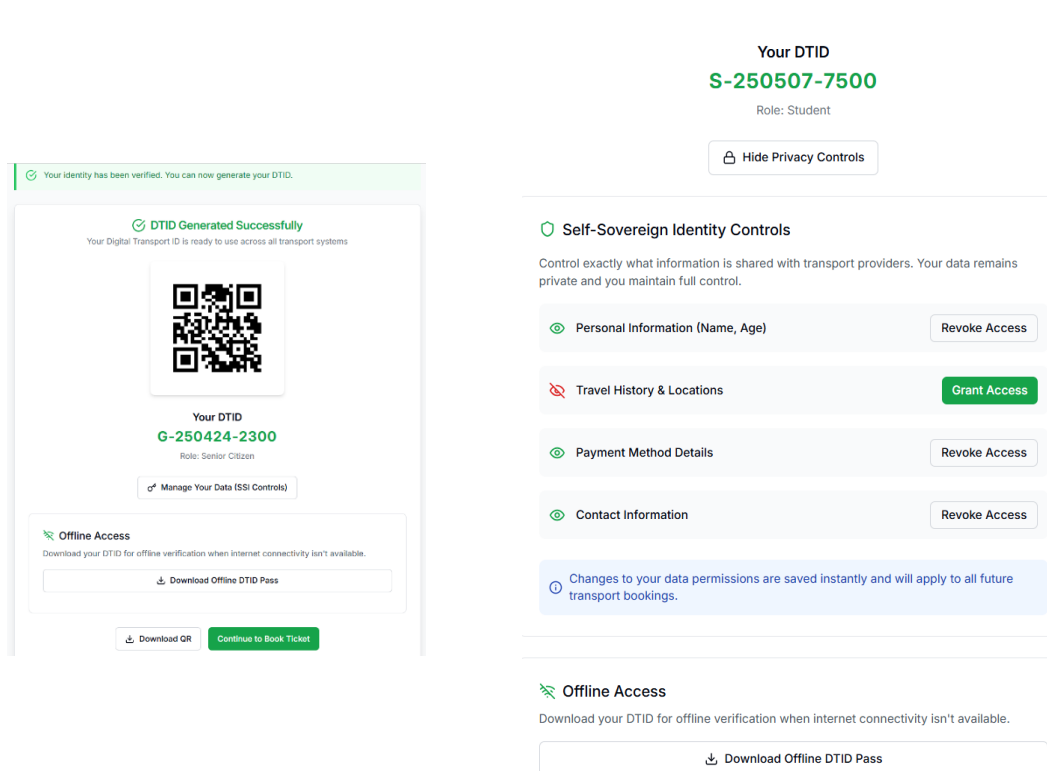 Your identity has been verified. You can now generate your DTID.
DTID Generated Successfully
Your Digital Transport ID is ready to use across all transport systems
Your DTID
G-250424-2300
Role: Senior Citizen
Manage Your Data (SSI Controls)
Offline Access
Download your DTID for offline verification when internet connectivity isn't available.
Download Offline DTID Pass
Download QR
Continue to Book Ticket
Your DTID
S-250507-7500
Role: Student
Hide Privacy Controls
Self-Sovereign Identity Controls
Control exactly what information is shared with transport providers. Your data remains
private and you maintain full control.
Personal Information (Name, Age)
Revoke Access
Travel History & Locations
Grant Access
Payment Method Details
Revoke Access
Contact Information
Revoke Access
Changes to your data permissions are saved instantly and will apply to all future
transport bookings.
Offline Access
Download your DTID for offline verification when internet connectivity isn't available.
Download Offline DTID Pass